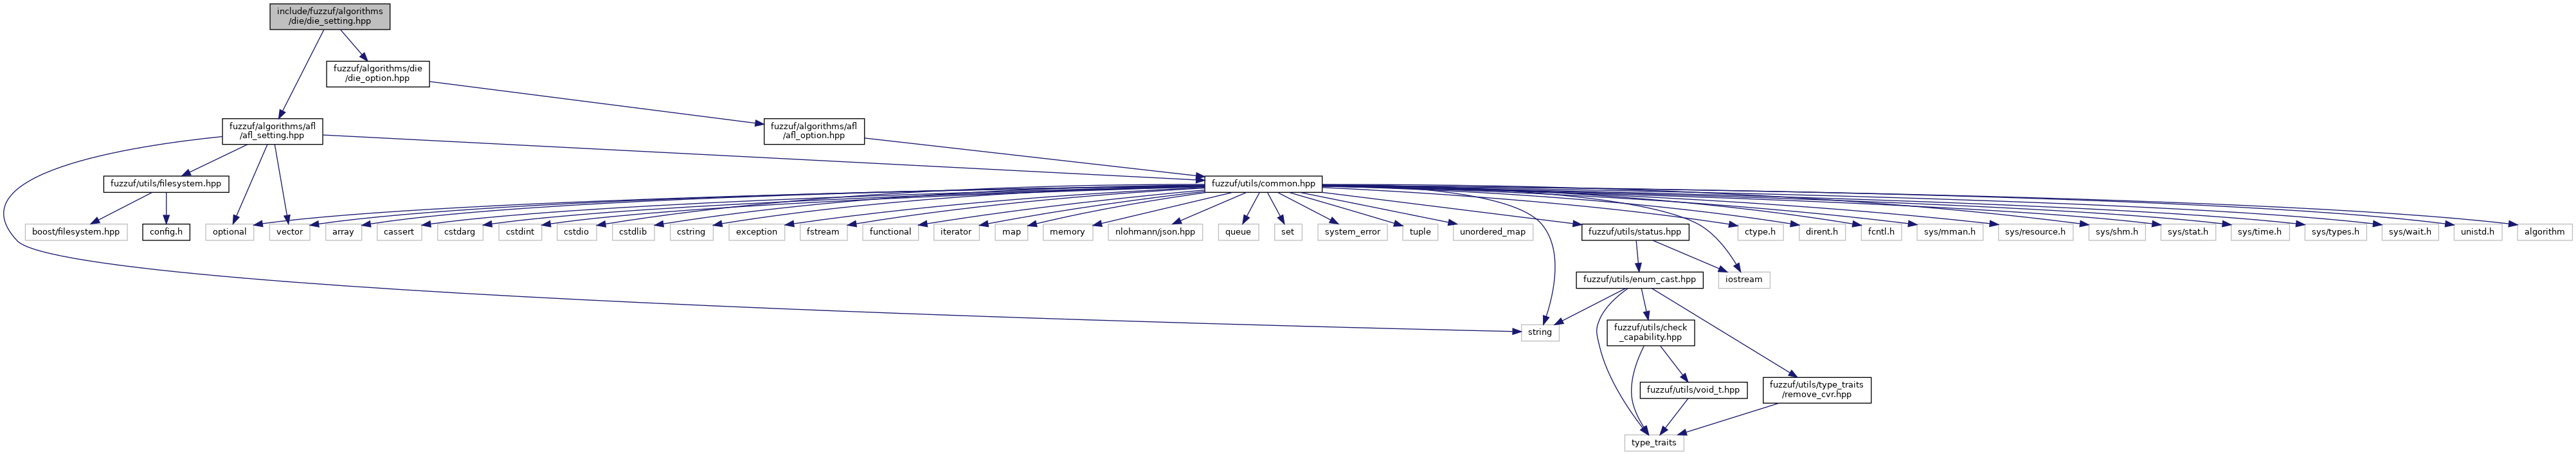 include/fuzzuf/algorithms
/die/die_setting.hpp
fuzzuf/algorithms/die
/die_option.hpp
fuzzuf/algorithms/afl
/afl_setting.hpp
fuzzuf/algorithms/afl
/afl_option.hpp
fuzzuf/utils/filesystem.hpp
fuzzuf/utils/common.hpp
boost/filesystem.hpp
config.h
optional
vector
array
cassert
cstdarg
cstdint
cstdio
cstdlib
cstring
exception
fstream
functional
iterator
map
memory
nlohmann/json.hpp
queue
set
system_error
tuple
unordered_map
fuzzuf/utils/status.hpp
ctype.h
dirent.h
fcntl.h
sys/mman.h
sys/resource.h
sys/shm.h
sys/stat.h
sys/time.h
sys/types.h
sys/wait.h
unistd.h
algorithm
fuzzuf/utils/enum_cast.hpp
iostream
string
fuzzuf/utils/check
_capability.hpp
fuzzuf/utils/void_t.hpp
fuzzuf/utils/type_traits
/remove_cvr.hpp
type_traits